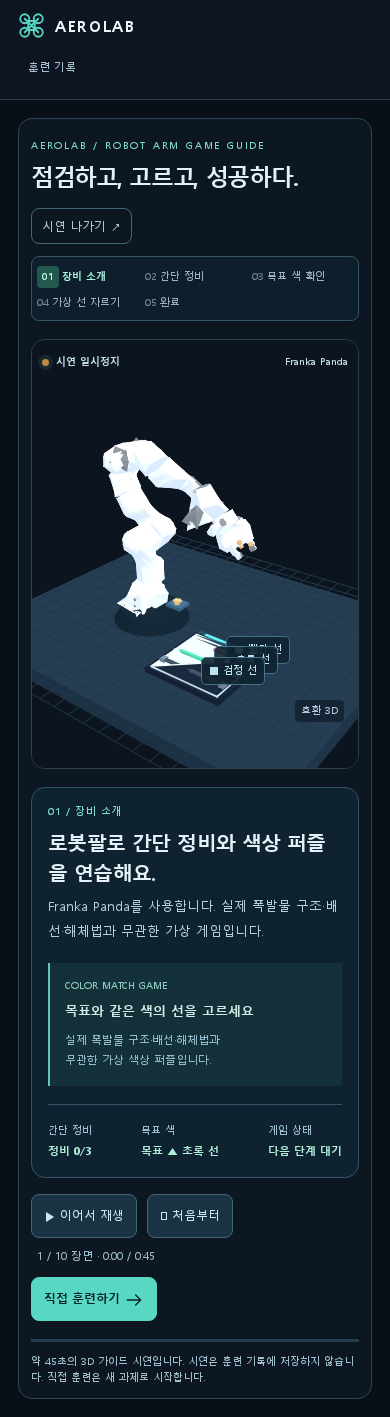 AEROLAB
훈련 기록
AEROLAB / ROBOT ARM GAME GUIDE
점검하고, 고르고, 성공하다.
시연 나가기 ↗
01 장비 소개 02 간단 정비 03 목표 색 확인
04 가상 선 자르기 05 완료
시연 일시정지 Franka Panda
선
선
검정 선
호환 3D
01 / 장비 소개
로봇팔로 간단 정비와 색상 퍼즐
을 연습해요.
Franka Panda를 사용합니다. 실제 폭발물 구조·배
선·해체법과 무관한 가상 게임입니다.
COLOR MATCH GAME
목표와 같은 색의 선을 고르세요
실제 폭발물 구조·배선·해체법과
무관한 가상 색상 퍼즐입니다.
간단 정비 목표 색 게임 상태
정비 0/3 목표 ▲ 초록 선 다음 단계 대기
▶ 이어서 재생 처음부터
1 / 10 장면 · 0:00 / 0:45
직접 훈련하기 →
약 45초의 3D 가이드 시연입니다. 시연은 훈련 기록에 저장하지 않습니
다. 직접 훈련은 새 과제로 시작합니다.